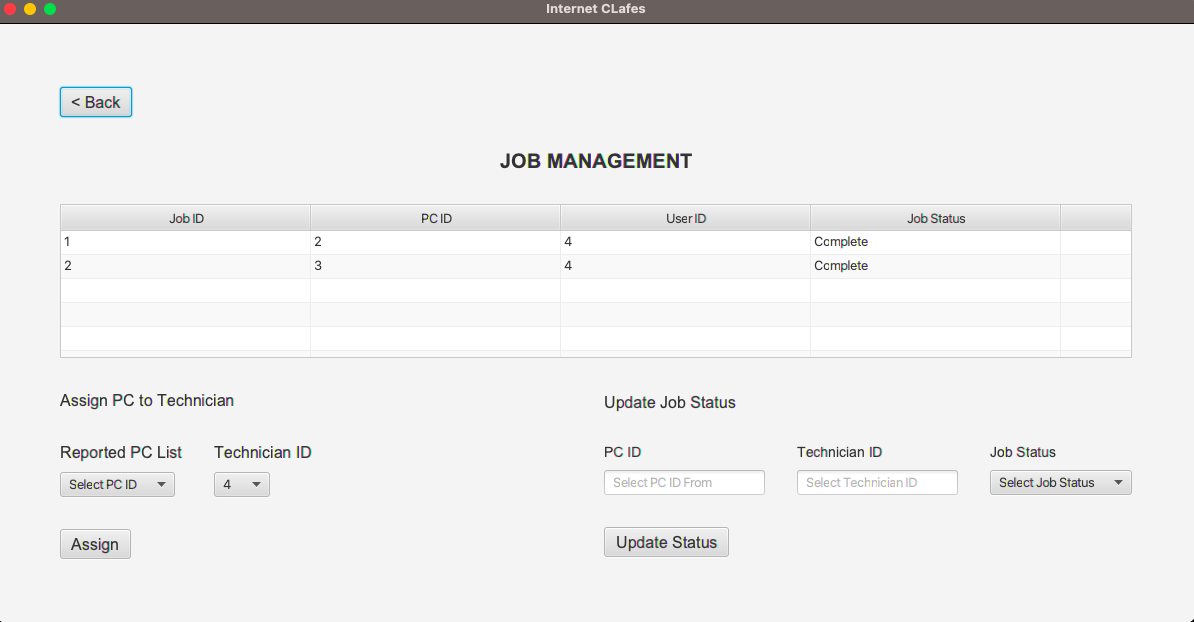 Internet CLafes
< Back
JOB MANAGEMENT
Job ID PC ID User ID Job Status
1 2 4 Complete
2 3 4 Complete
Assign PC to Technician
Update Job Status
Reported PC List Technician ID
PC ID Technician ID Job Status
Select PC ID 4
Select PC ID From Select Technician ID Select Job Status
Assign
Update Status